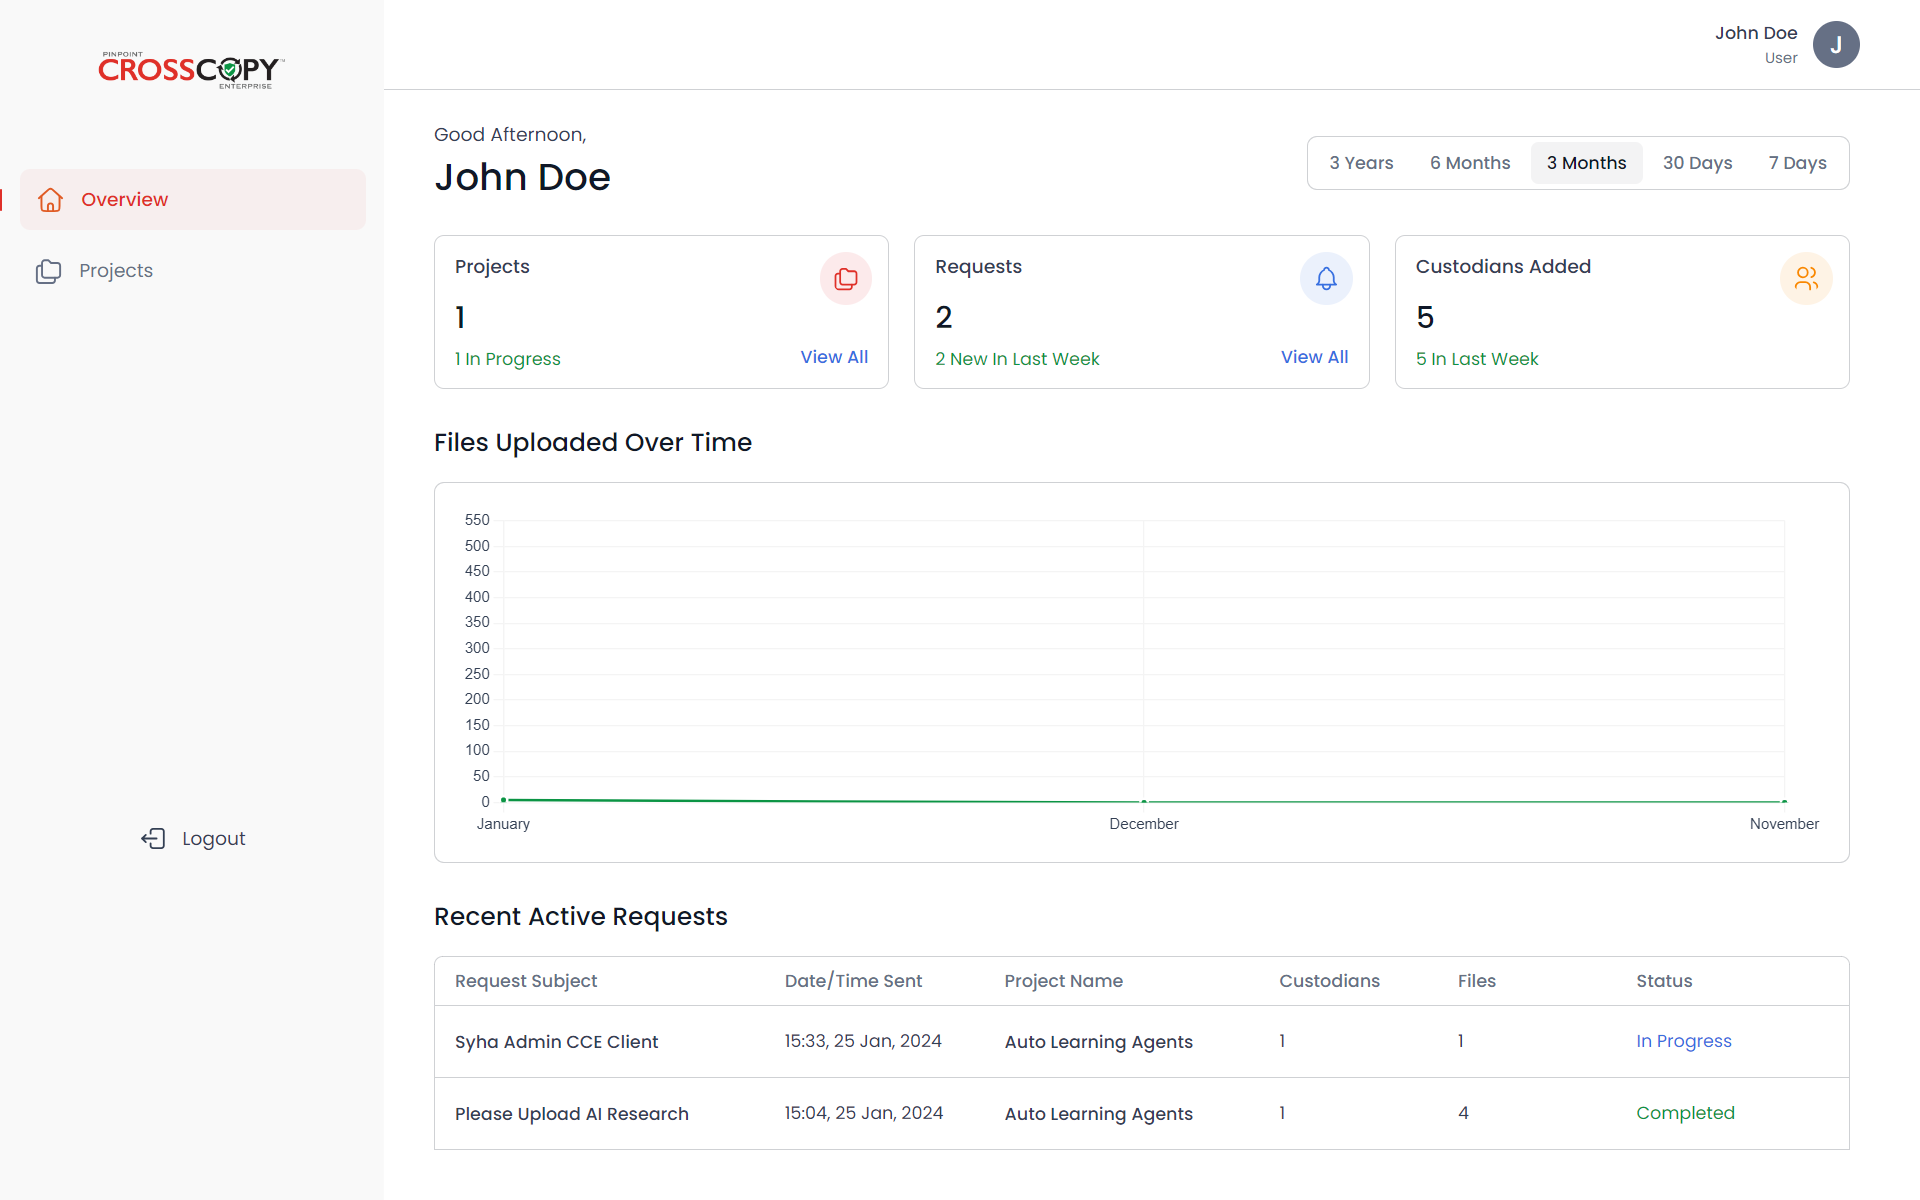 PINPOINT
CROSSCOPY™
ENTERPRISE
John Doe
User
J
Overview
Projects
Logout
Good Afternoon,
John Doe
3 Years 6 Months 3 Months 30 Days 7 Days
Projects
1
1 In Progress View All
Requests
2
2 New In Last Week View All
Custodians Added
5
5 In Last Week
Files Uploaded Over Time
550
500
450
400
350
300
250
200
150
100
50
0
January December November
Recent Active Requests
Request Subject Date/Time Sent Project Name Custodians Files Status
Syha Admin CCE Client 15:33, 25 Jan, 2024 Auto Learning Agents 1 1 In Progress
Please Upload AI Research 15:04, 25 Jan, 2024 Auto Learning Agents 1 4 Completed